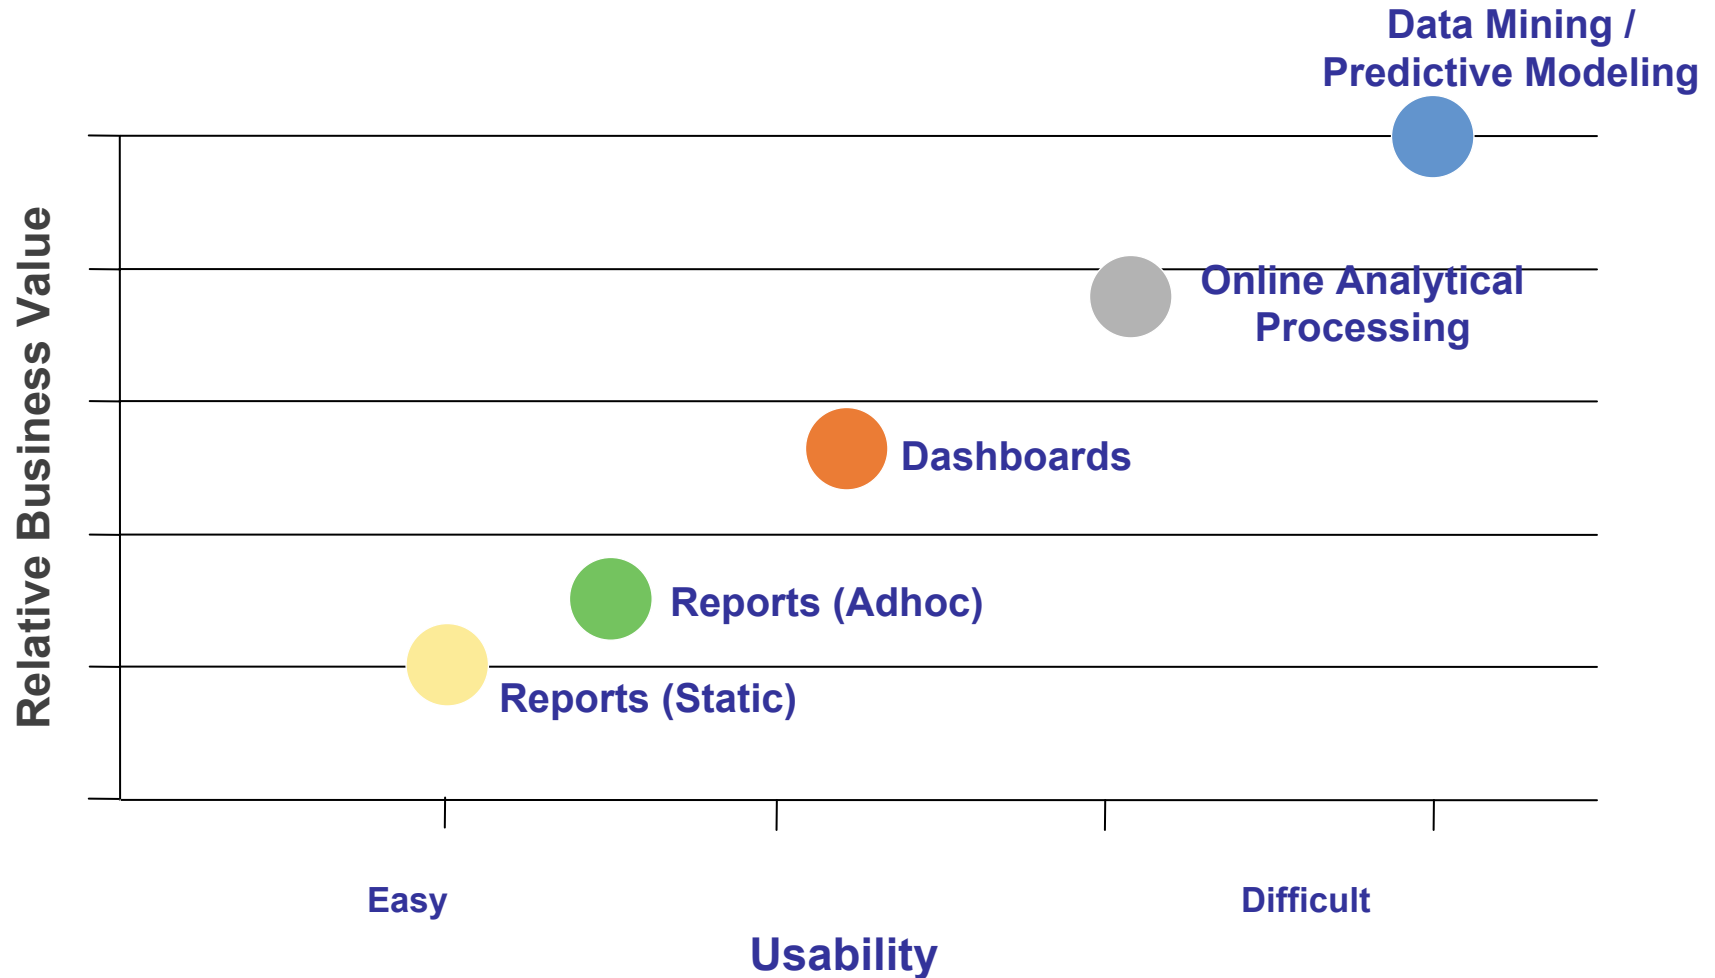 Data Mining /
Predictive Modeling
Online Analytical
Processing
Dashboards
Reports (Adhoc)
Reports (Static)
Relative Business Value
Easy
Difficult
Usability